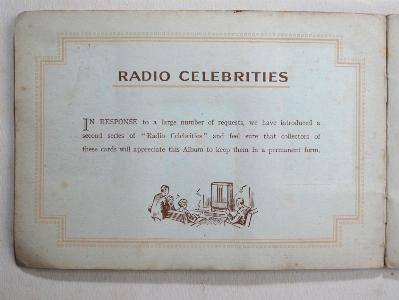 RADIO CELEBRITIES
IN RESPONSE to a large number of requests, we have introduced a
second series of "Radio Celebrities" and feel sure that collectors of
these cards will appreciate this Album to keep them in a permanent form.